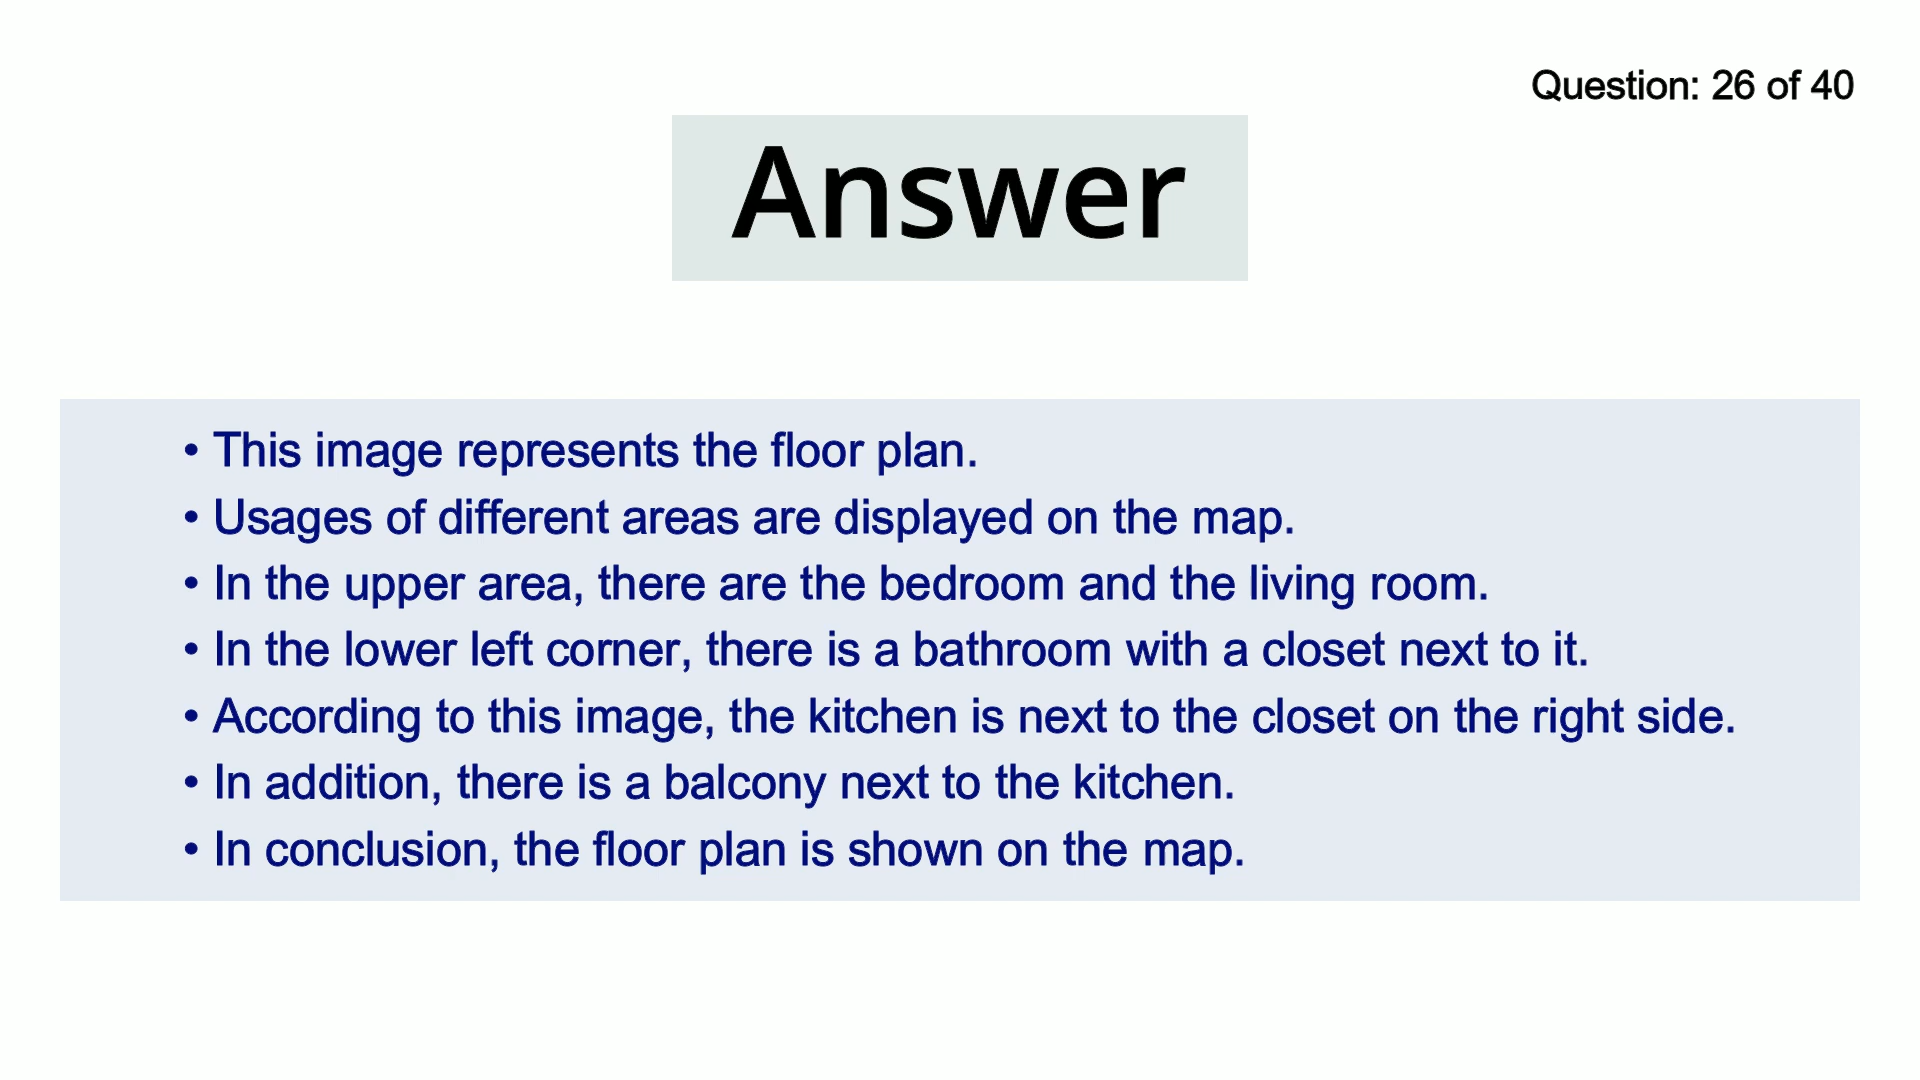 Question: 26 of 40
Answer
• This image represents the floor plan.
• Usages of different areas are displayed on the map.
• In the upper area, there are the bedroom and the living room.
• In the lower left corner, there is a bathroom with a closet next to it.
• According to this image, the kitchen is next to the closet on the right side.
• In addition, there is a balcony next to the kitchen.
• In conclusion, the floor plan is shown on the map.